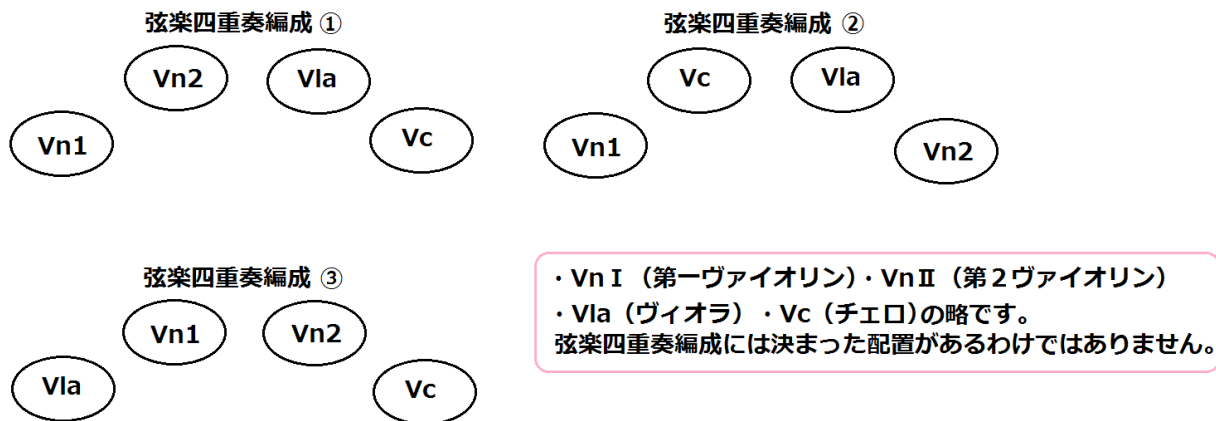 弦楽四重奏編成 ①
Vn2
Vla
Vn1
Vc
弦楽四重奏編成 ②
Vc
Vla
Vn1
Vn2
弦楽四重奏編成 ③
Vn1
Vn2
Vla
Vc
・VnⅠ（第一ヴァイオリン）・VnⅡ（第２ヴァイオリン）
・Vla（ヴィオラ）・Vc（チェロ）の略です。
弦楽四重奏編成には決まった配置があるわけではありません。